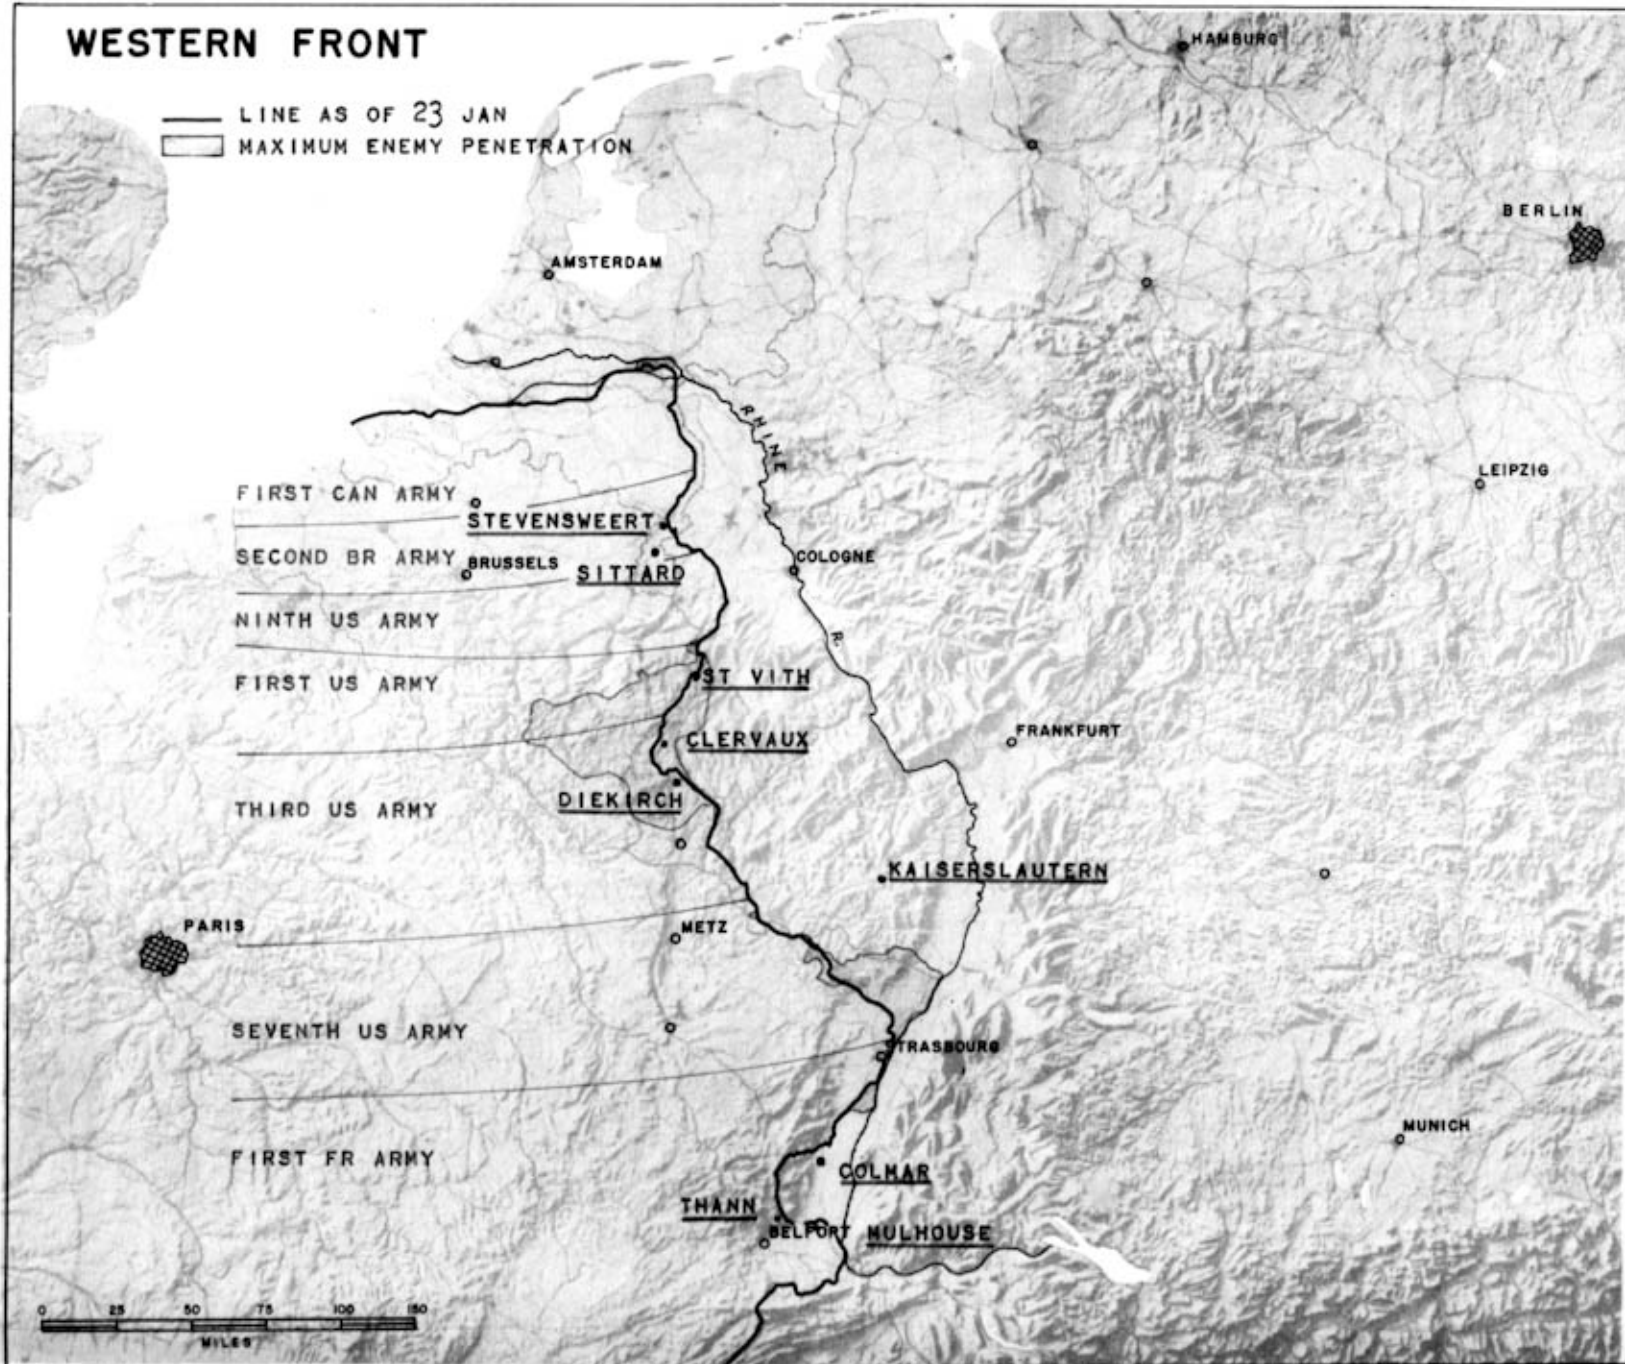 WESTERN FRONT
LINE AS OF 23 JAN
MAXIMUM ENEMY PENETRATION
HAMBURG
BERLIN
AMSTERDAM
RHINE
LEIPZIG
FIRST CAN ARMY
STEVENSWEERT
SECOND BR ARMY
BRUSSELS
SITTARD
COLOGNE
NINTH US ARMY
R.
FIRST US ARMY
ST VITH
FRANKFURT
CLERVAUX
DIEKIRCH
THIRD US ARMY
KAISERSLAUTERN
PARIS
METZ
SEVENTH US ARMY
TRASBOURG
MUNICH
FIRST FR ARMY
COLMAR
THANN
BELFORT
MULHOUSE
0 25 50 75 100 150
MILES